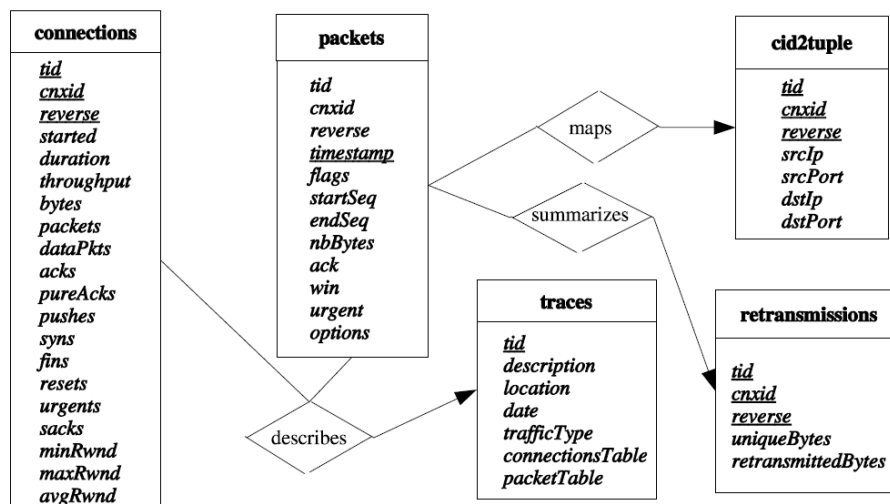 connections
tid
cnxid
reverse
started
duration
throughput
bytes
packets
dataPkts
acks
pureAcks
pushes
syns
fins
resets
urgents
sacks
minRwnd
maxRwnd
avgRwnd
packets
tid
cnxid
reverse
timestamp
flags
startSeq
endSeq
nbBytes
ack
win
urgent
options
maps
summarizes
describes
cid2tuple
tid
cnxid
reverse
srcIp
srcPort
dstIp
dstPort
traces
tid
description
location
date
trafficType
connectionsTable
packetTable
retransmissions
tid
cnxid
reverse
uniqueBytes
retransmittedBytes